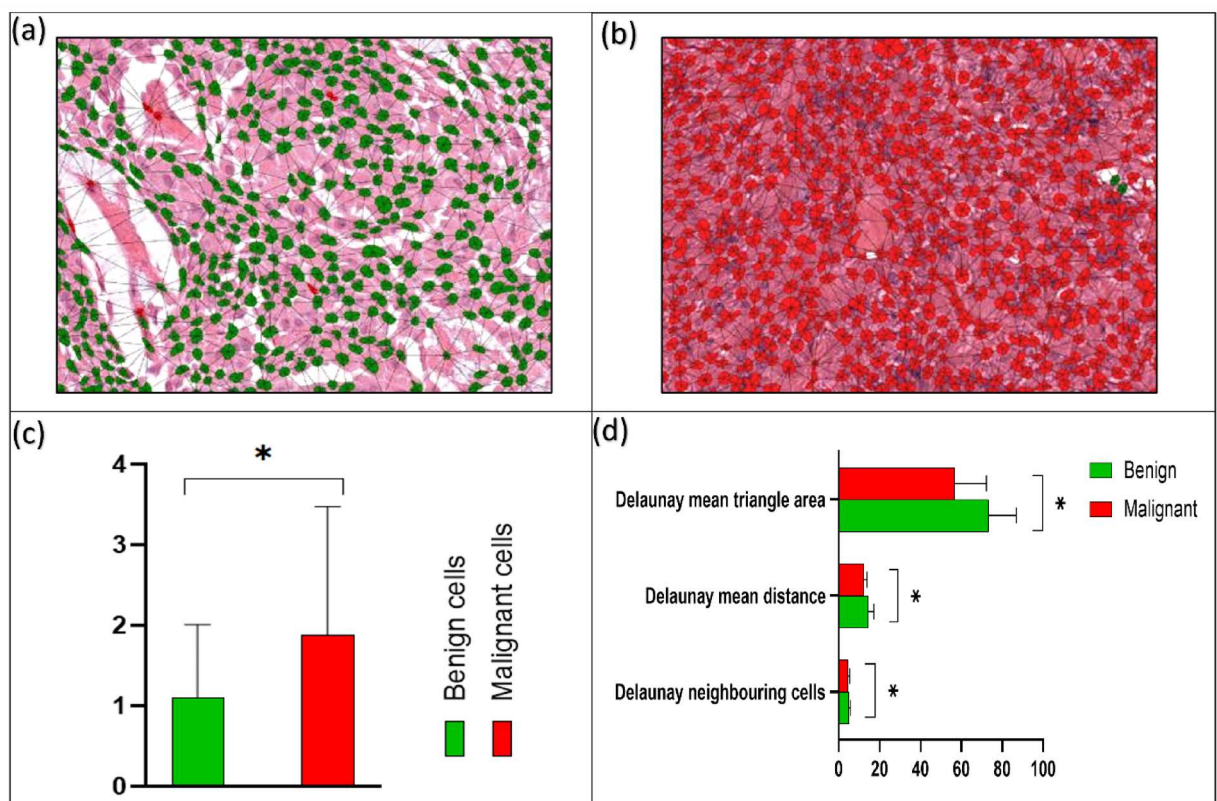 (a)
(b)
(c)
4
3
2
1
0
*
Benign cells
Malignant cells
(d)
Benign
Malignant
Delaunay mean triangle area
*
Delaunay mean distance
*
Delaunay neighbouring cells
*
0 20 40 60 80 100